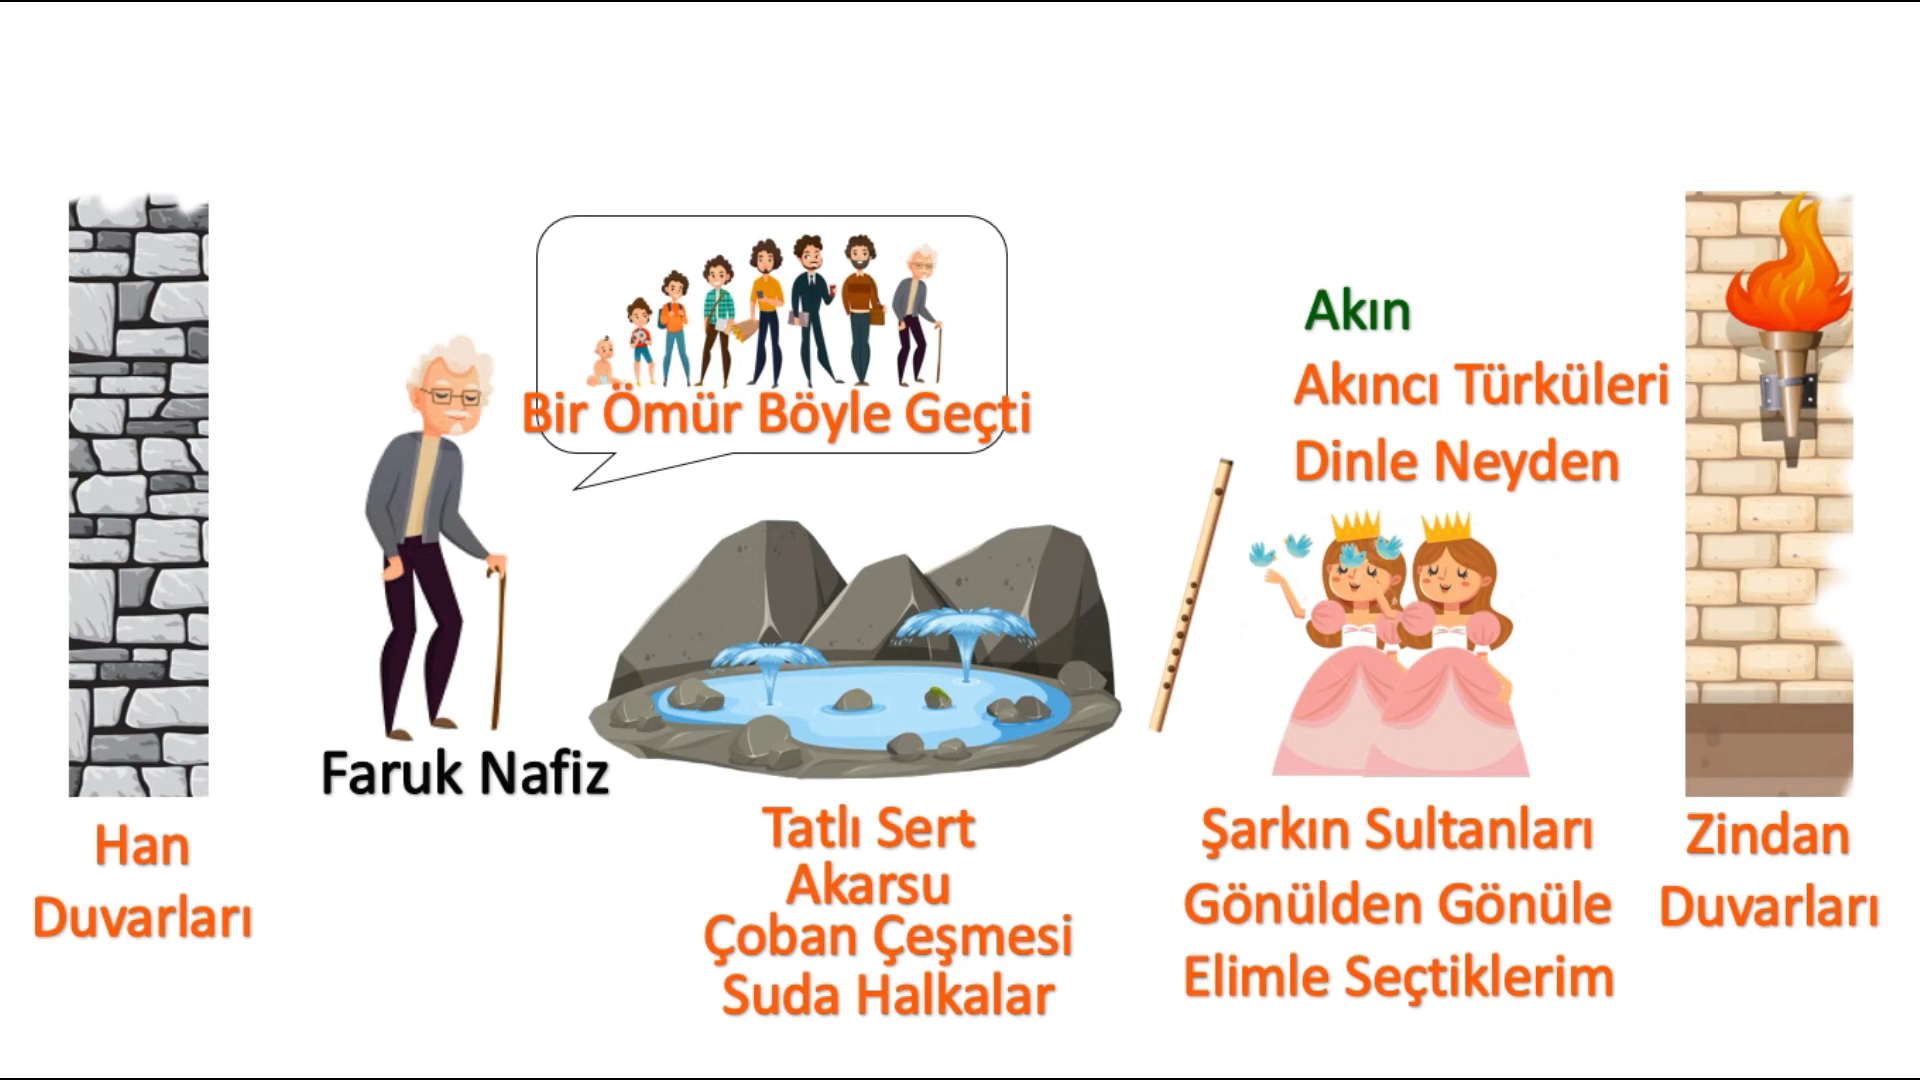 Bir Ömür Böyle Geçti
Akın
Akıncı Türküleri
Dinle Neyden
Faruk Nafiz
Han
Duvarları
Tatlı Sert
Akarsu
Çoban Çeşmesi
Suda Halkalar
Şarkın Sultanları
Gönülden Gönüle
Elimle Seçtiklerim
Zindan
Duvarları